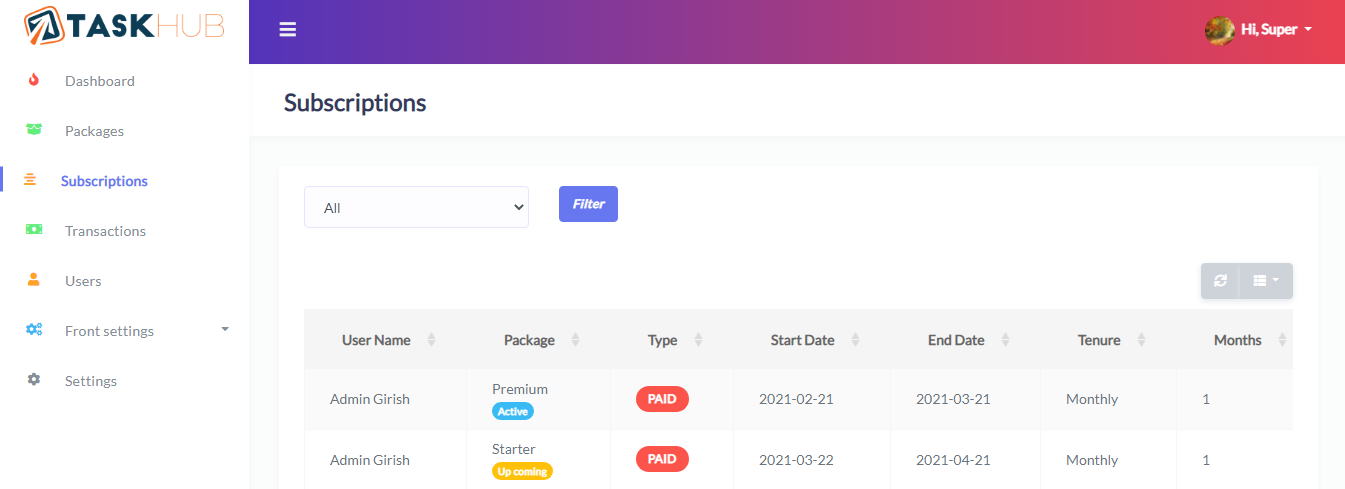 TASKHUB
Hi, Super
Dashboard
Packages
Subscriptions
Transactions
Users
Front settings
Settings
Subscriptions
All
Filter
User Name Package Type Start Date End Date Tenure Months
Admin Girish Premium Active PAID 2021-02-21 2021-03-21 Monthly 1
Admin Girish Starter Up coming PAID 2021-03-22 2021-04-21 Monthly 1